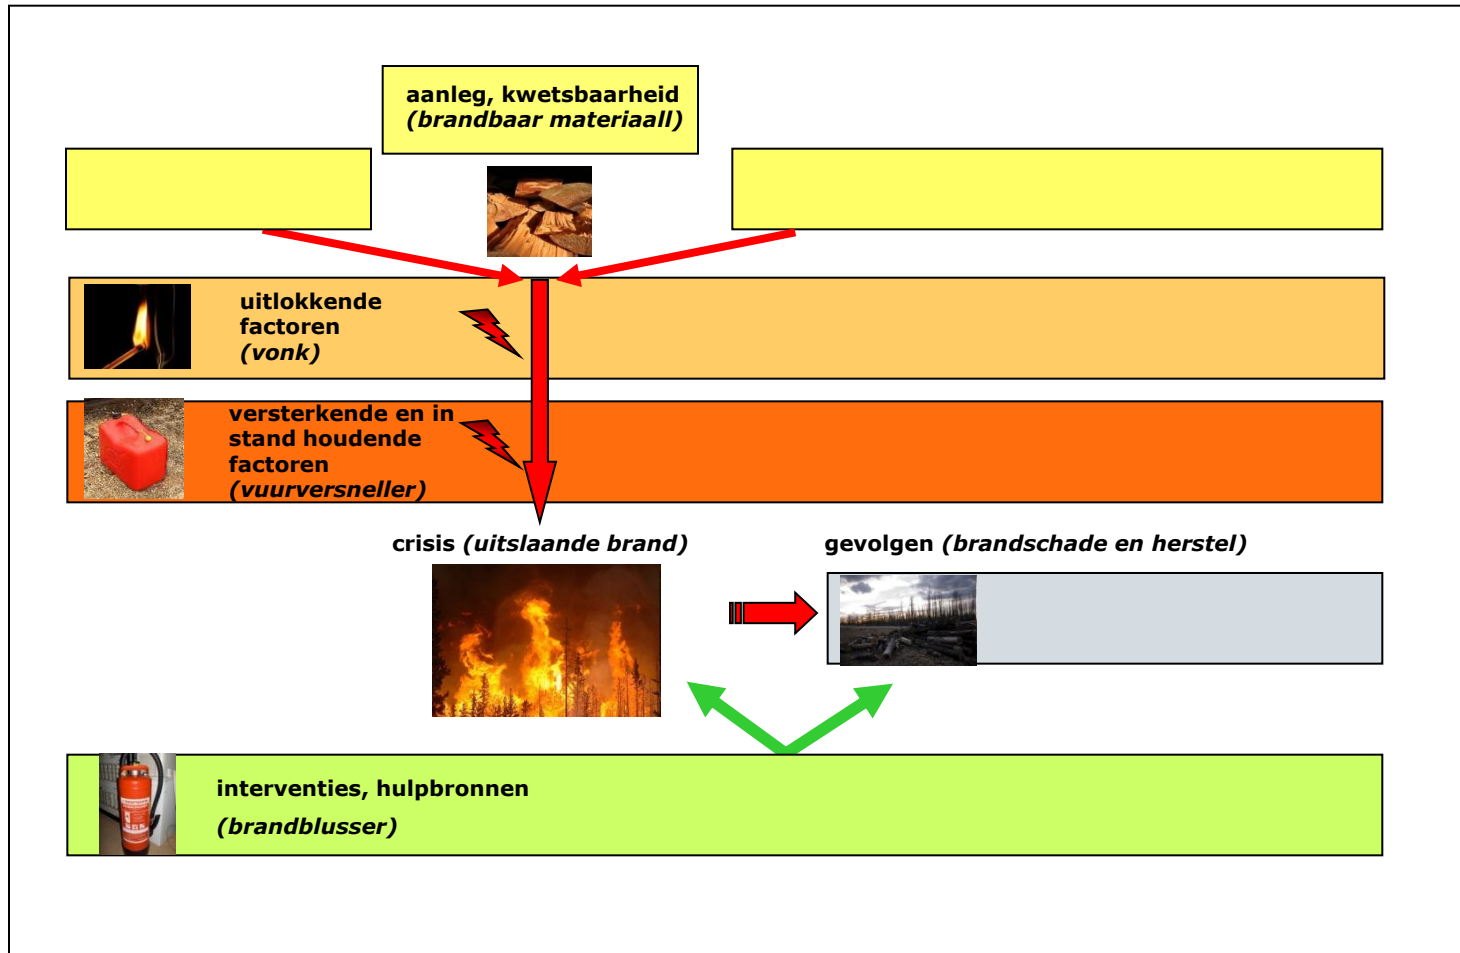 aanleg, kwetsbaarheid
(brandbaar materiaall)
uitlokkende
factoren
(vonk)
versterkende en in
stand houdende
factoren
(vuurversneller)
crisis (uitslaande brand)
gevolgen (brandschade en herstel)
interventies, hulpbronnen
(brandblusser)